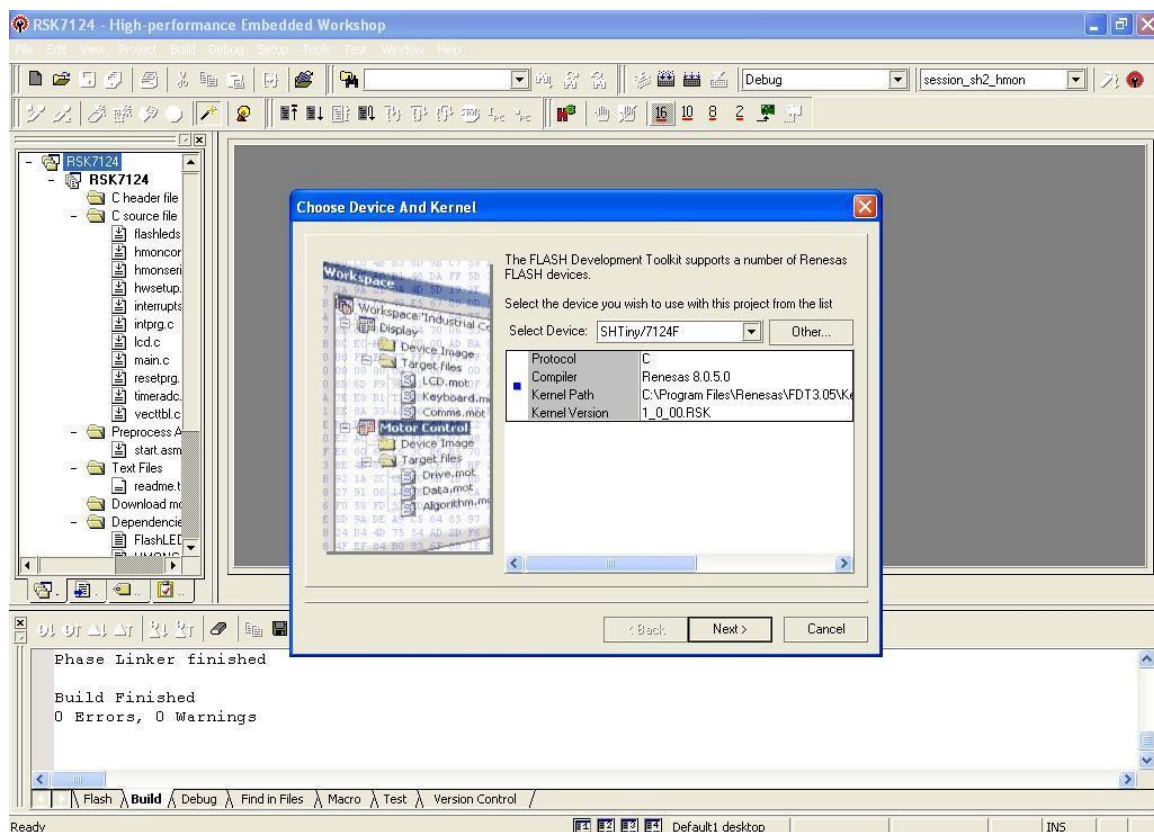 RSK7124 - High-performance Embedded Workshop
File Edit View Project Build Debug Setup Tools Test Window Help
Debug
session_sh2_hmon
16 10 8 2
RSK7124
RSK7124
C header file
C source file
flashleds
hmoncor
hmonseri
hwsetup.
interrupts
intprg.c
lcd.c
main.c
resetprg.
timeradc.
vecttbl.c
Preprocess A
start.asm
Text Files
readme.t
Download mo
Dependencie
FlashLED
Choose Device And Kernel
Workspace
Workspace "Industrial Co
Display
Device Image
Target files
LCD.mot
Keyboard.m
Comms.mot
Motor Control
Device Image
Target files
Drive.mot
Data.mot
Algorithm.mo
The FLASH Development Toolkit supports a number of Renesas
FLASH devices.
Select the device you wish to use with this project from the list
Select Device: SHTiny/7124F Other...
Protocol C
Compiler Renesas 8.0.5.0
Kernel Path C:\Program Files\Renesas\FDT3.05\Ke
Kernel Version 1_0_00.RSK
< Back Next > Cancel
Phase Linker finished
Build Finished
0 Errors, 0 Warnings
Flash Build Debug Find in Files Macro Test Version Control
Ready
Default1 desktop
INS